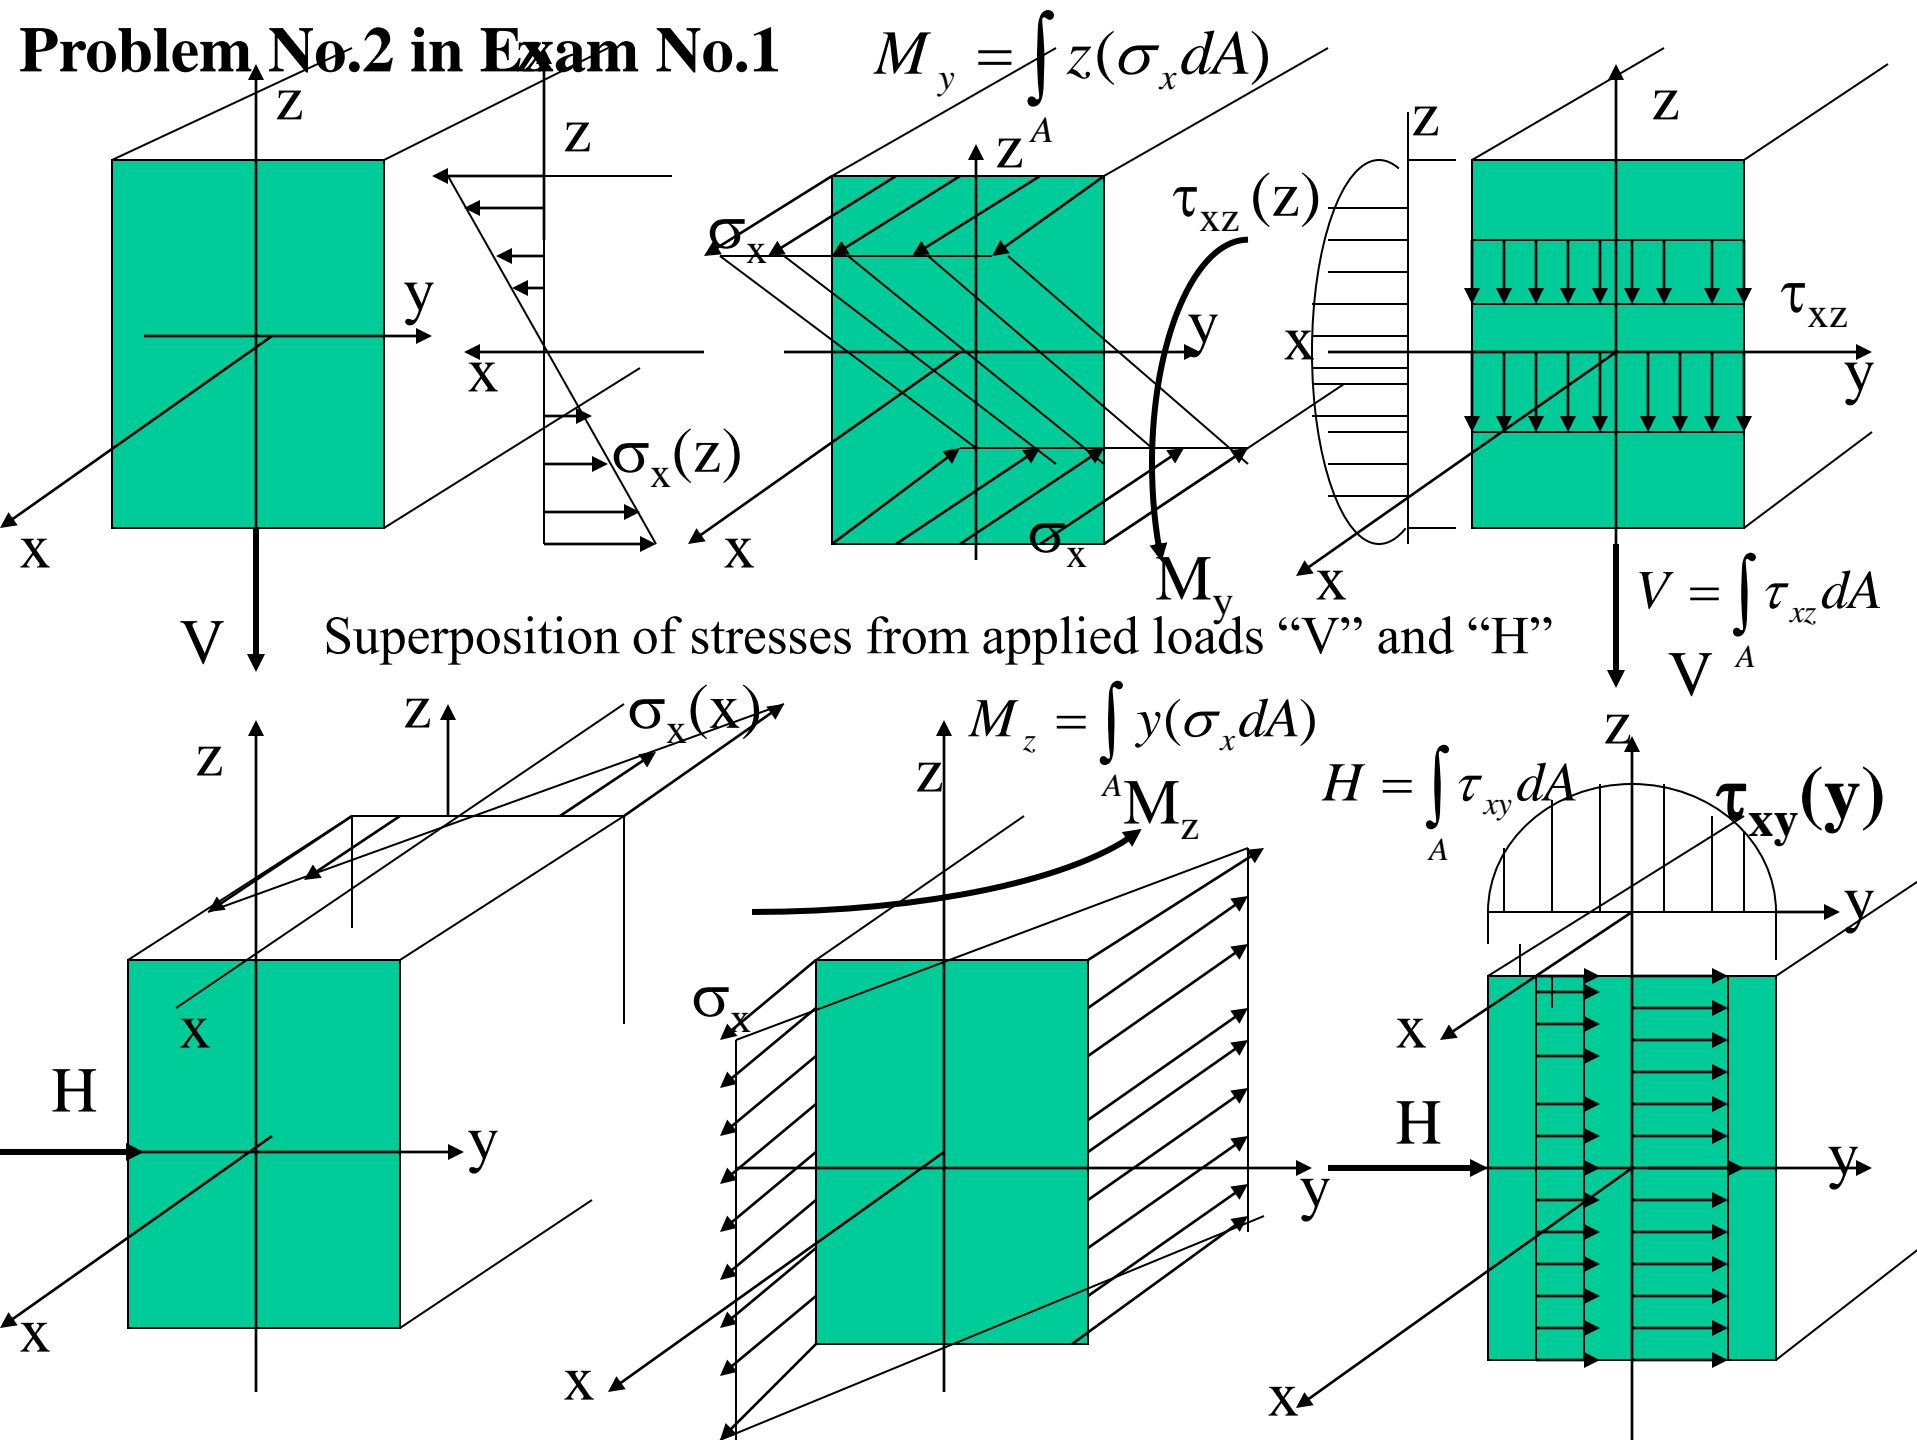 Problem No.2 in Exam No.1
M_y = ∫_A z(σ_x dA)
z
z
z
z
z
σ_x
τ_xz (z)
y
x
σ_x(z)
y
x
τ_xz
y
x
x
σ_x
M_y
x
V = ∫_A τ_xz dA
V
Superposition of stresses from applied loads “V” and “H”
V
z
z
σ_x(x)
M_z = ∫_A y(σ_x dA)
z
M_z
z
H = ∫_A τ_xy dA
τ_xy(y)
y
x
σ_x
x
H
y
H
y
y
x
x
x